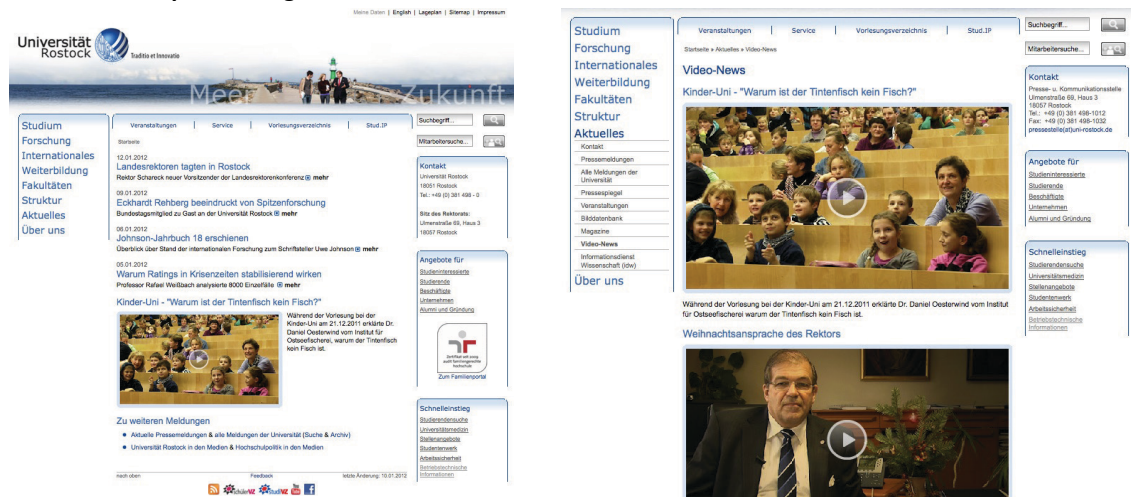 Meine Daten | English | Lageplan | Sitemap | Impressum
Universität
Rostock
Traditio et Innovatio
Meer
Zukunft
Studium
Forschung
Internationales
Weiterbildung
Fakultäten
Struktur
Aktuelles
Über uns
Veranstaltungen | Service | Vorlesungsverzeichnis | Stud.IP
Startseite
12.01.2012
Landesrektoren tagten in Rostock
Rektor Schareck neuer Vorsitzender der Landesrektorenkonferenz mehr
09.01.2012
Eckhardt Rehberg beeindruckt von Spitzenforschung
Bundestagsmitglied zu Gast an der Universität Rostock mehr
06.01.2012
Johnson-Jahrbuch 18 erschienen
Überblick über Stand der internationalen Forschung zum Schriftsteller Uwe Johnson mehr
05.01.2012
Warum Ratings in Krisenzeiten stabilisierend wirken
Professor Rafael Weißbach analysierte 8000 Einzelfälle mehr
Kinder-Uni - "Warum ist der Tintenfisch kein Fisch?"
Während der Vorlesung bei der
Kinder-Uni am 21.12.2011 erklärte Dr.
Daniel Oesterwind vom Institut für
Ostseefischerei, warum der Tintenfisch
kein Fisch ist.
Zu weiteren Meldungen
Aktuelle Pressemeldungen & alle Meldungen der Universität (Suche & Archiv)
Universität Rostock in den Medien & Hochschulpolitik in den Medien
nach oben
Feedback
letzte Änderung: 10.01.2012
schülerVZ
studiVZ
Suchbegriff...
Mitarbeitersuche...
Kontakt
Universität Rostock
18051 Rostock
Tel.: +49 (0) 381 498 - 0
Sitz des Rektorats:
Ulmenstraße 69, Haus 3
18057 Rostock
Angebote für
Studieninteressierte
Studierende
Beschäftigte
Unternehmen
Alumni und Gründung
Zertifikat seit 2009
audit familiengerechte
hochschule
Zum Familienportal
Schnelleinstieg
Studierendensuche
Universitätsmedizin
Stellenangebote
Studentenwerk
Arbeitssicherheit
Betriebstechnische
Informationen
Studium
Forschung
Internationales
Weiterbildung
Fakultäten
Struktur
Aktuelles
Kontakt
Pressemeldungen
Alle Meldungen der
Universität
Pressespiegel
Veranstaltungen
Bilddatenbank
Magazine
Video-News
Informationsdienst
Wissenschaft (idw)
Über uns
Veranstaltungen | Service | Vorlesungsverzeichnis | Stud.IP
Startseite » Aktuelles » Video-News
Video-News
Kinder-Uni - "Warum ist der Tintenfisch kein Fisch?"
Während der Vorlesung bei der Kinder-Uni am 21.12.2011 erklärte Dr. Daniel Oesterwind vom Institut
für Ostseefischerei warum der Tintenfisch kein Fisch ist.
Weihnachtsansprache des Rektors
Suchbegriff...
Mitarbeitersuche...
Kontakt
Presse- u. Kommunikationsstelle
Ulmenstraße 69, Haus 3
18057 Rostock
Tel.: +49 (0) 381 498-1012
Fax: +49 (0) 381 498-1032
pressestelle(at)uni-rostock.de
Angebote für
Studieninteressierte
Studierende
Beschäftigte
Unternehmen
Alumni und Gründung
Schnelleinstieg
Studierendensuche
Universitätsmedizin
Stellenangebote
Studentenwerk
Arbeitssicherheit
Betriebstechnische
Informationen